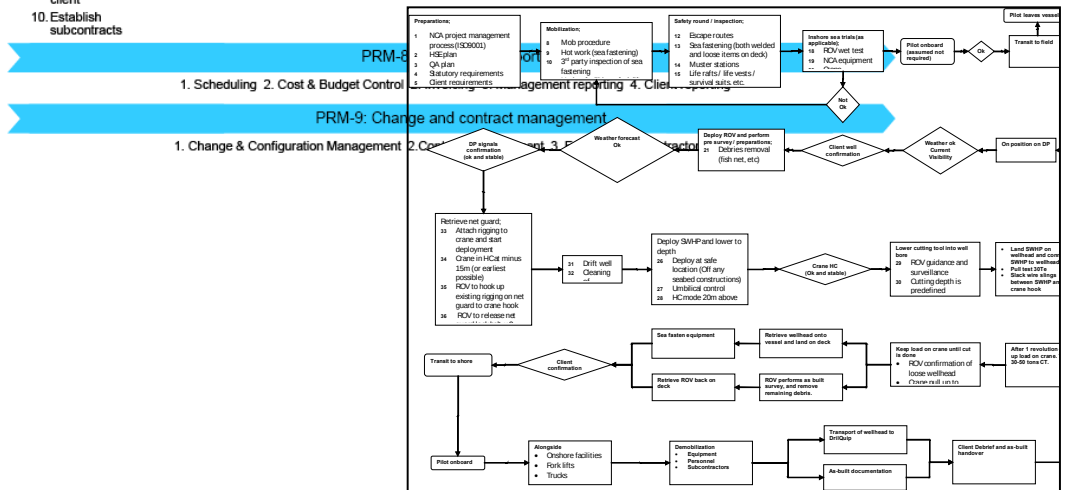 client
10. Establish
subcontracts
PRM-8
ort
1. Scheduling 2. Cost & Budget Control
Management reporting 4. Client reporting
PRM-9: Change and contract management
1. Change & Configuration Management 2.
Preparations;
1 NCA project management
process (ISO9001)
2 HSEplan
3 QA plan
4 Statutory requirements
5 Client requirements
Mobilization;
8 Mob procedure
9 Hot work (sea fastening)
10 3rd party inspection of sea
fastening
Safety round / inspection;
12 Escape routes
13 Sea fastening (both welded
and loose items on deck)
14 Muster stations
15 Life rafts / life vests /
survival suits, etc.
Inshore sea trials (as
applicable);
18 ROV wet test
19 NCA equipment
Pilot onboard
(assumed not
required)
Ok
Pilot leaves vessel
Transit to field
Not
Ok
DP signals
confirmation
(ok and stable)
Weather forecast
Ok
Deploy ROV and perform
pre survey / preparations;
21 Debries removal
(fish net, etc)
Client well
confirmation
Weather ok
Current
Visibility
On position on DP
Retrieve net guard;
33 Attach rigging to
crane and start
deployment
34 Crane in HCat minus
15m (or earliest
possible)
35 ROV to hook up
existing rigging on net
guard to crane hook
36 ROV to release net
31 Drift well
32 Cleaning
Deploy SWHP and lower to
depth
26 Deploy at safe
location (Off any
seabed constructions)
27 Umbilical control
28 HC mode 20m above
Crane HC
(Ok and stable)
Lower cutting tool into well
bore
29 ROV guidance and
surveillance
30 Cutting depth is
predefined
• Land SWHP on
wellhead and
SWHP to wellhead
• Pull test 30Te
• Slack wire slings
between SWHP
crane hook
Transit to shore
Client
confirmation
Sea fasten equipment
Retrieve wellhead onto
vessel and land on deck
Retrieve ROV back on
deck
ROV performs as built
survey, and remove
remaining debris.
Keep load on crane until cut
is done
• ROV confirmation of
loose wellhead
• Crane pull up to
After 1 revolution
up load on crane.
30-50 tons CT.
Pilot onboard
Alongside
• Onshore facilities
• Fork lifts
• Trucks
Demobilization
• Equipment
• Personnel
• Subcontractors
Transport of wellhead to
DrilQuip
As-built documentation
Client Debrief and as-built
handover